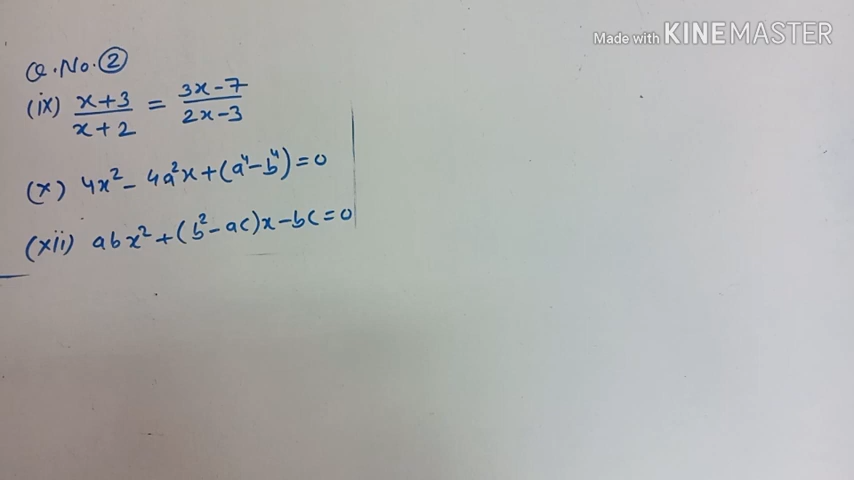 Made with KINEMASTER
Q.No.②
(ix) x+3/x+2 = 3x-7/2x-3
(x) 4x² - 4a²x + (a⁴ - b⁴) = 0
(xii) abx² + (b² - ac)x - bc = 0